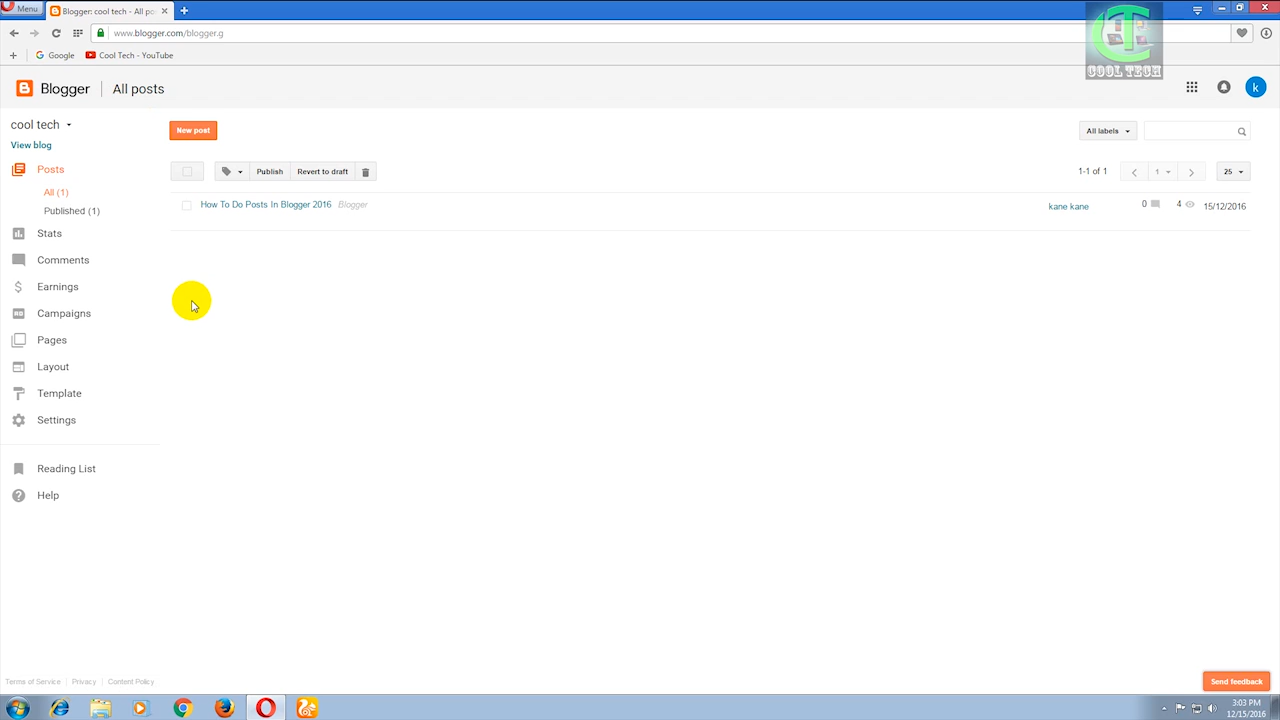 Menu
Blogger: cool tech - All po
www.blogger.com/blogger.g
Google
Cool Tech - YouTube
CT
COOL TECH
Blogger
All posts
k
cool tech
View blog
New post
All labels
Posts
Publish
Revert to draft
1-1 of 1
1
25
All (1)
How To Do Posts In Blogger 2016
Blogger
kane kane
0
4
15/12/2016
Published (1)
Stats
Comments
Earnings
Campaigns
Pages
Layout
Template
Settings
Reading List
Help
Terms of Service
Privacy
Content Policy
Send feedback
3:03 PM
12/15/2016